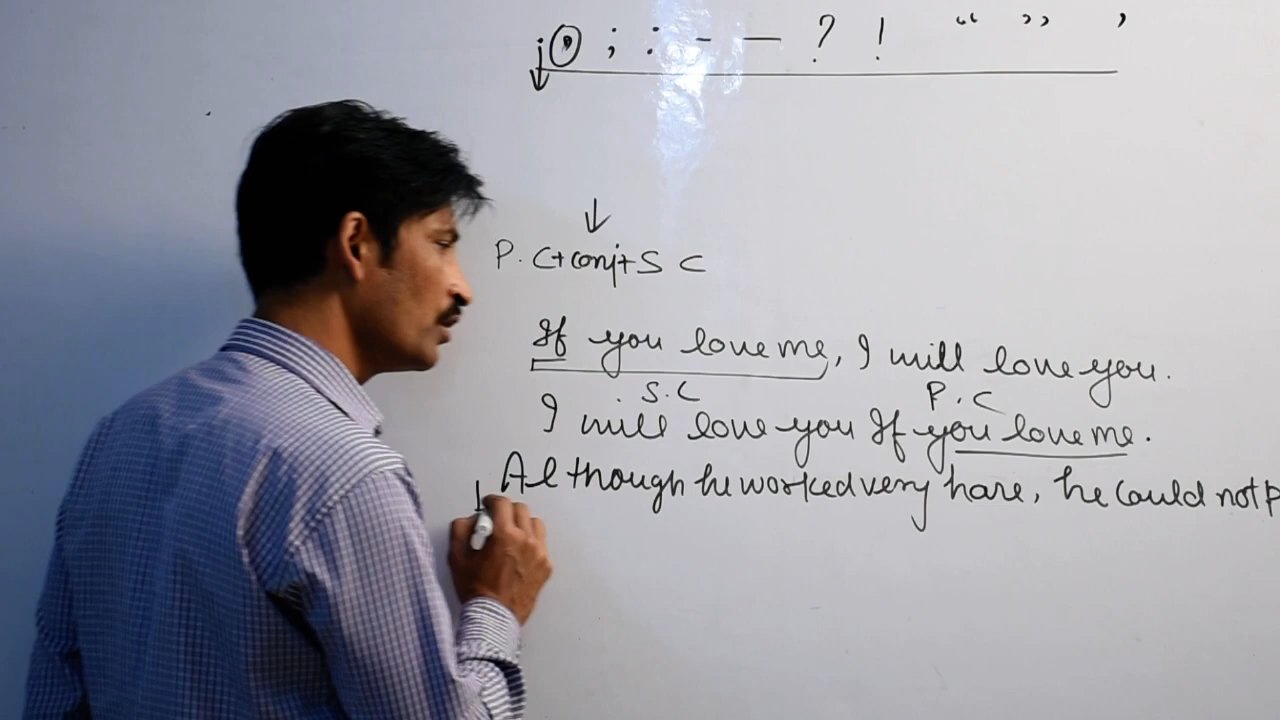 ; , ; : - — ? ! “ ” ’
P. C + conj + S C
If you love me, I will love you.
S.C P.C
I will love you If you love me.
Although he worked very hare, he could not p